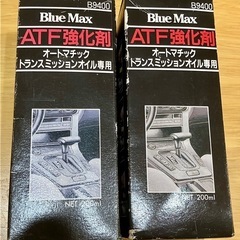 B9400
Blue Max
ATF強化剤
オートマチック
トランスミッションオイル専用
NET 200ml
B9400
Blue Max
ATF強化剤
オートマチック
トランスミッションオイル専用
NET 200ml